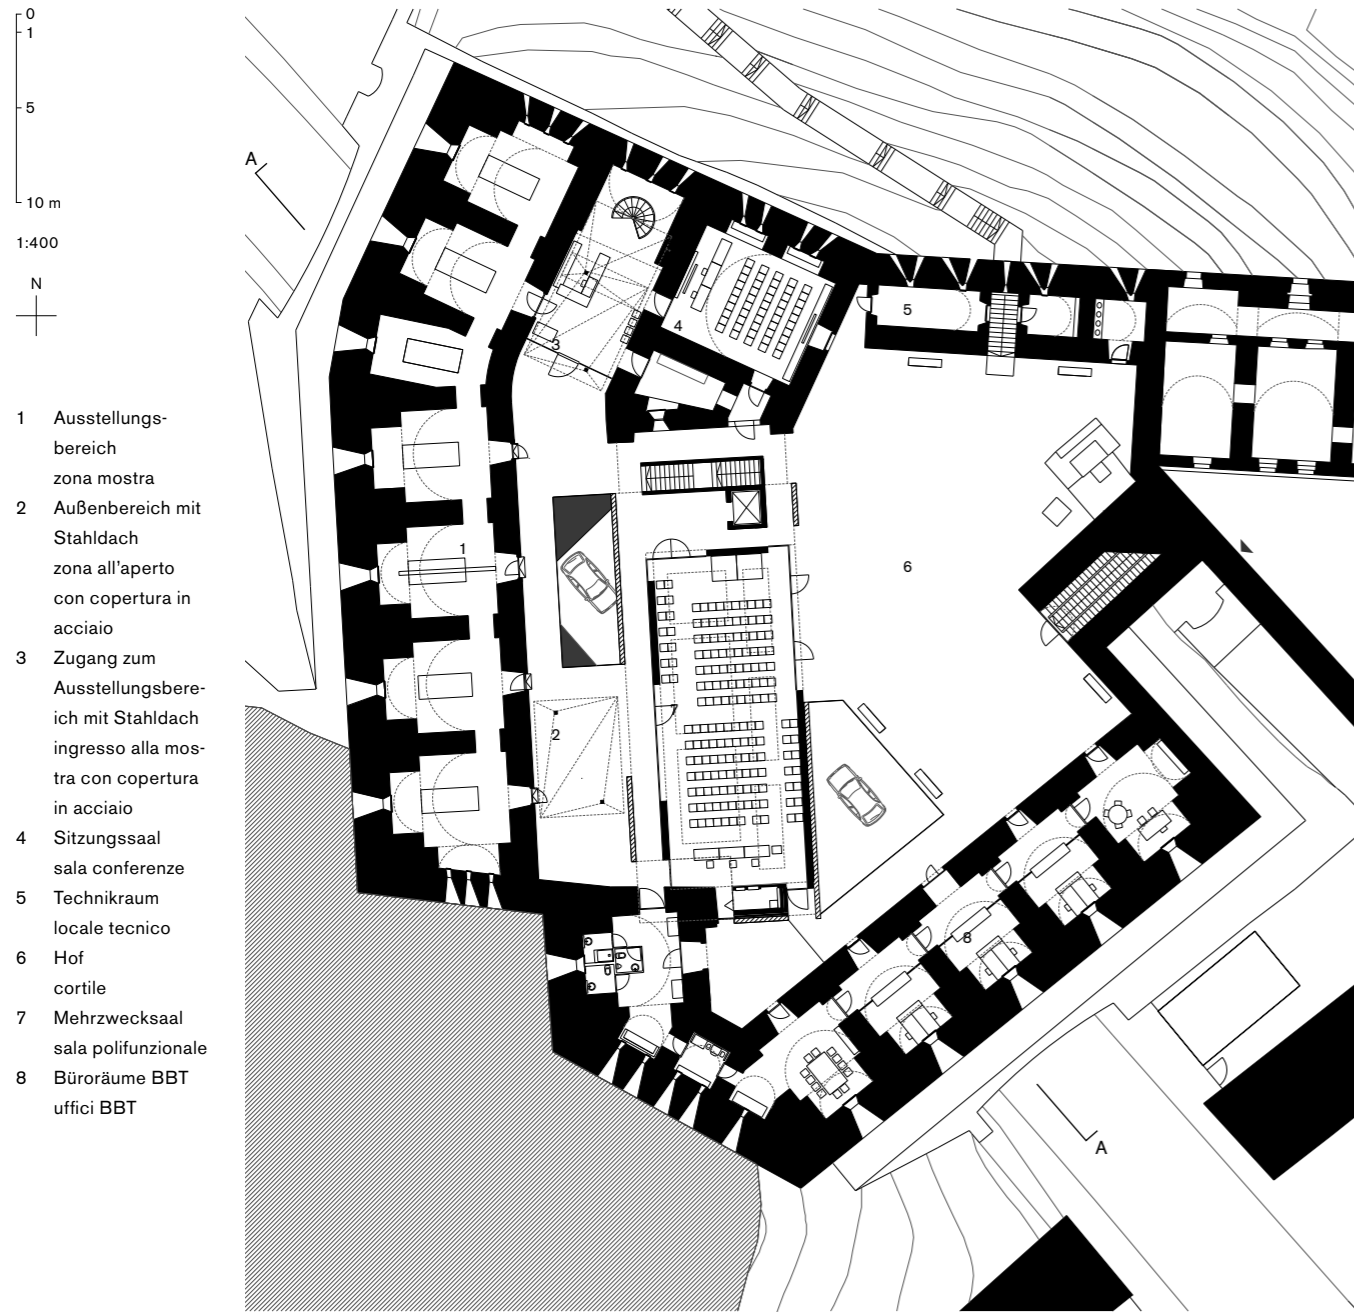 0
1
5
10 m
1:400
N
1 Ausstellungs-
bereich
zona mostra
2 Außenbereich mit
Stahldach
zona all'aperto
con copertura in
acciaio
3 Zugang zum
Ausstellungsbere-
ich mit Stahldach
ingresso alla mos-
tra con copertura
in acciaio
4 Sitzungssaal
sala conferenze
5 Technikraum
locale tecnico
6 Hof
cortile
7 Mehrzwecksaal
sala polifunzionale
8 Büroräume BBT
uffici BBT
A
5
4
3
1
6
7
2
8
A